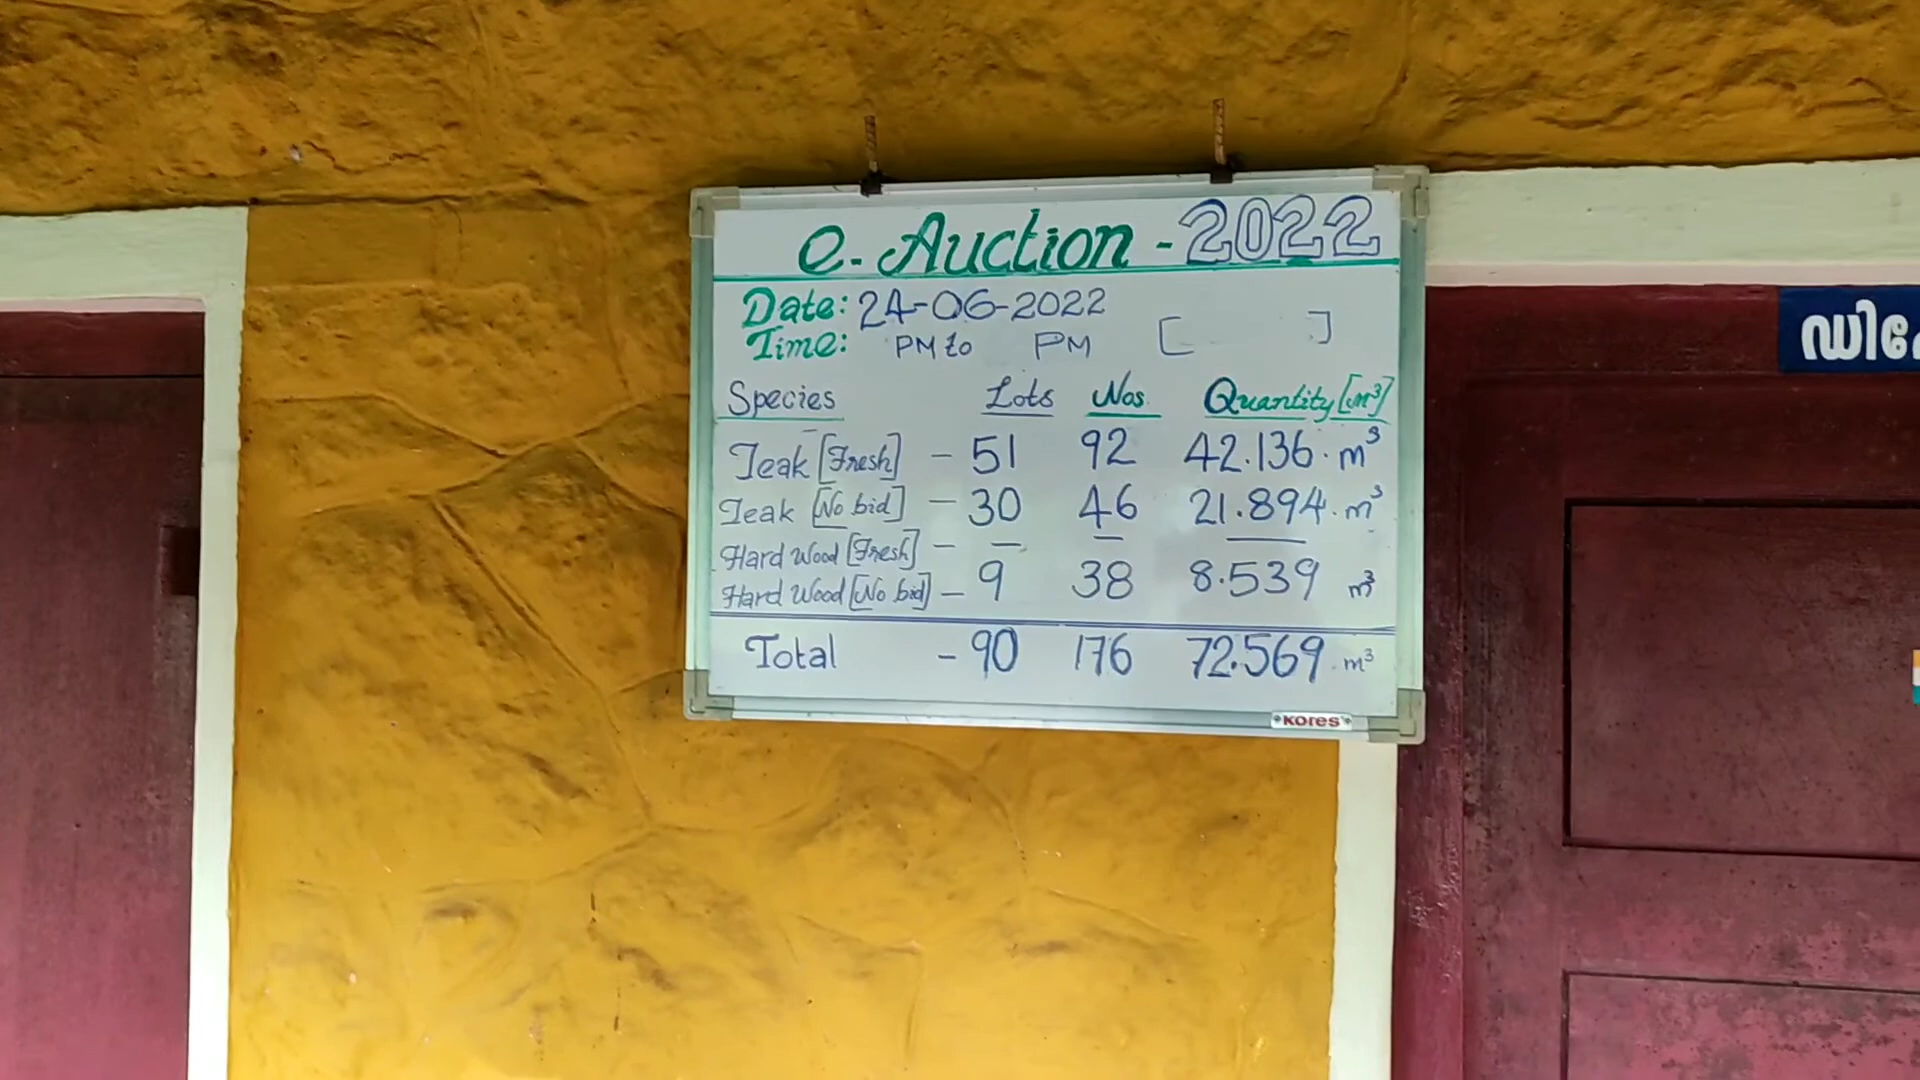 e. Auction - 2022
Date: 24-06-2022
Time: PM to PM [ ]
Species Lots Nos Quantity [m³]
Teak [Fresh] - 51 92 42.136. m³
Teak [No bid] - 30 46 21.894. m³
Hard Wood [Fresh] - — — —
Hard Wood [No bid] - 9 38 8.539 m³
Total - 90 176 72.569. m³
Kores